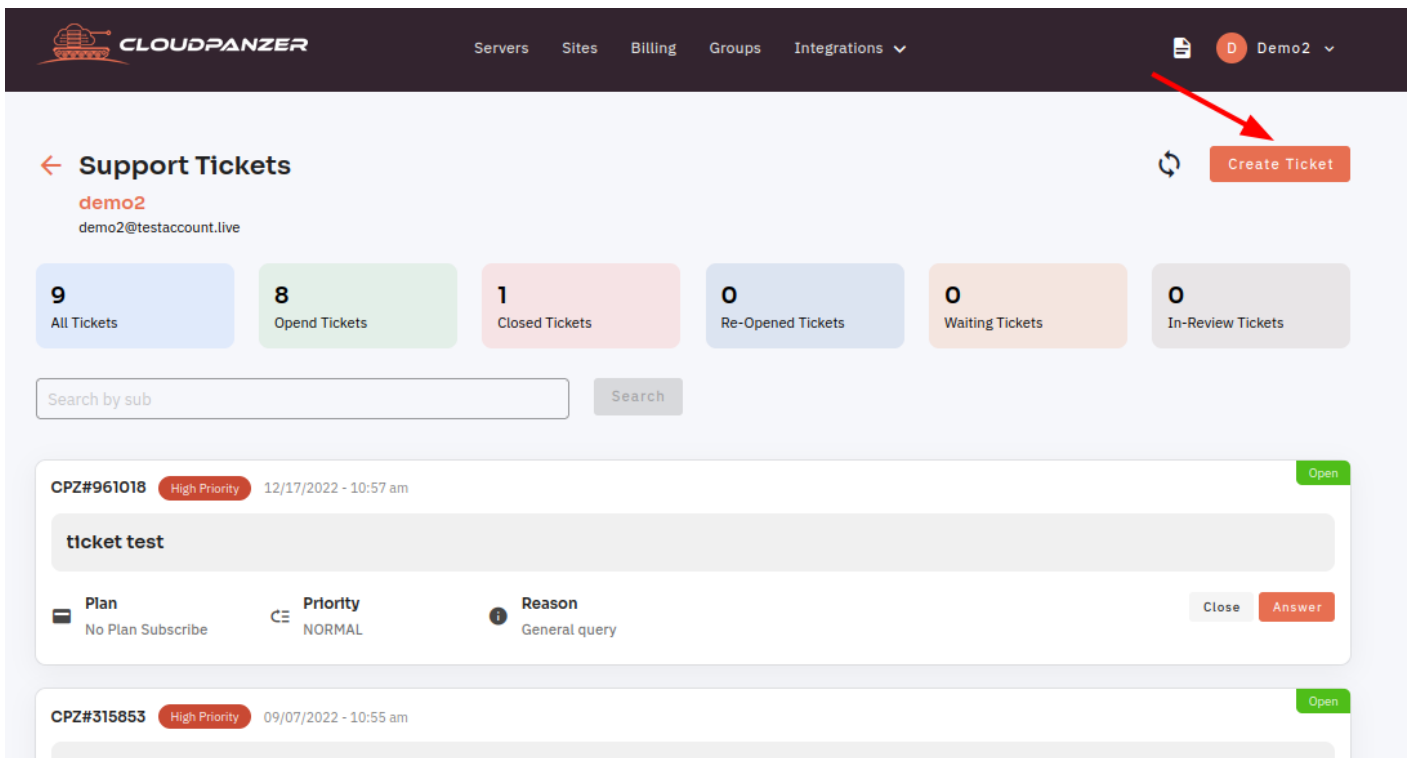 CLOUDPANZER
Servers Sites Billing Groups Integrations
D Demo2
Support Tickets
Create Ticket
demo2
demo2@testaccount.live
9
All Tickets
8
Opend Tickets
1
Closed Tickets
0
Re-Opened Tickets
0
Waiting Tickets
0
In-Review Tickets
Search by sub
Search
Open
CPZ#961018 High Priority 12/17/2022 - 10:57 am
ticket test
Plan
No Plan Subscribe
Priority
NORMAL
Reason
General query
Close Answer
Open
CPZ#315853 High Priority 09/07/2022 - 10:55 am